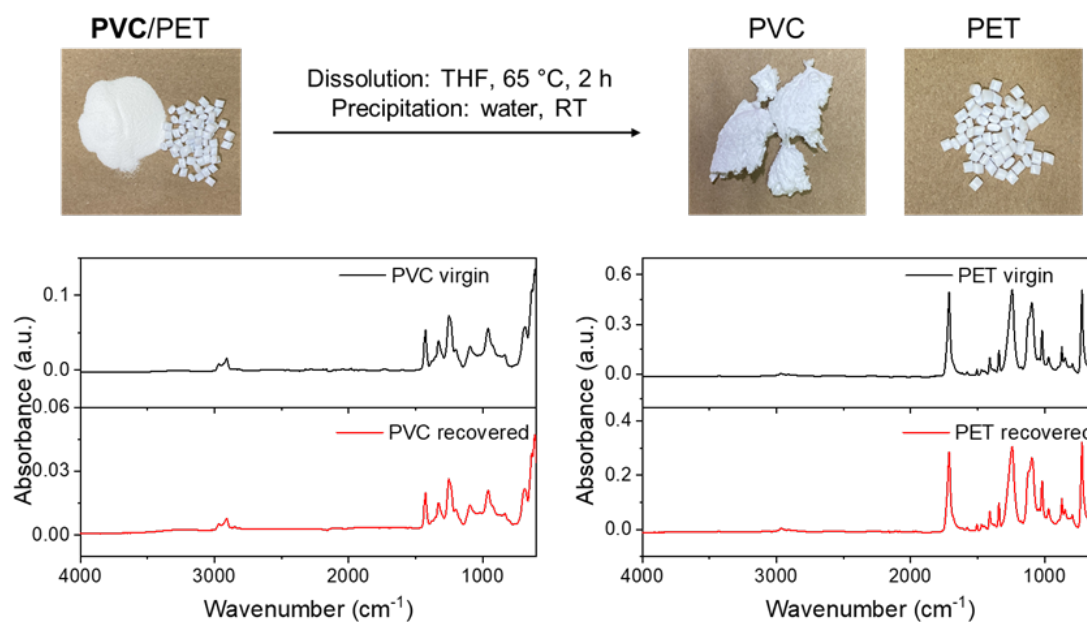 PVC/PET
Dissolution: THF, 65 °C, 2 h
Precipitation: water, RT
PVC
PET
Absorbance (a.u.)
0.1
0.0
PVC virgin
0.06
0.03
0.00
PVC recovered
4000 3000 2000 1000
Wavenumber (cm⁻¹)
Absorbance (a.u.)
0.6
0.3
0.0
PET virgin
Absorbance (a.u.)
0.4
0.2
0.0
PET recovered
4000 3000 2000 1000
Wavenumber (cm⁻¹)
Absorbance (a.u.)